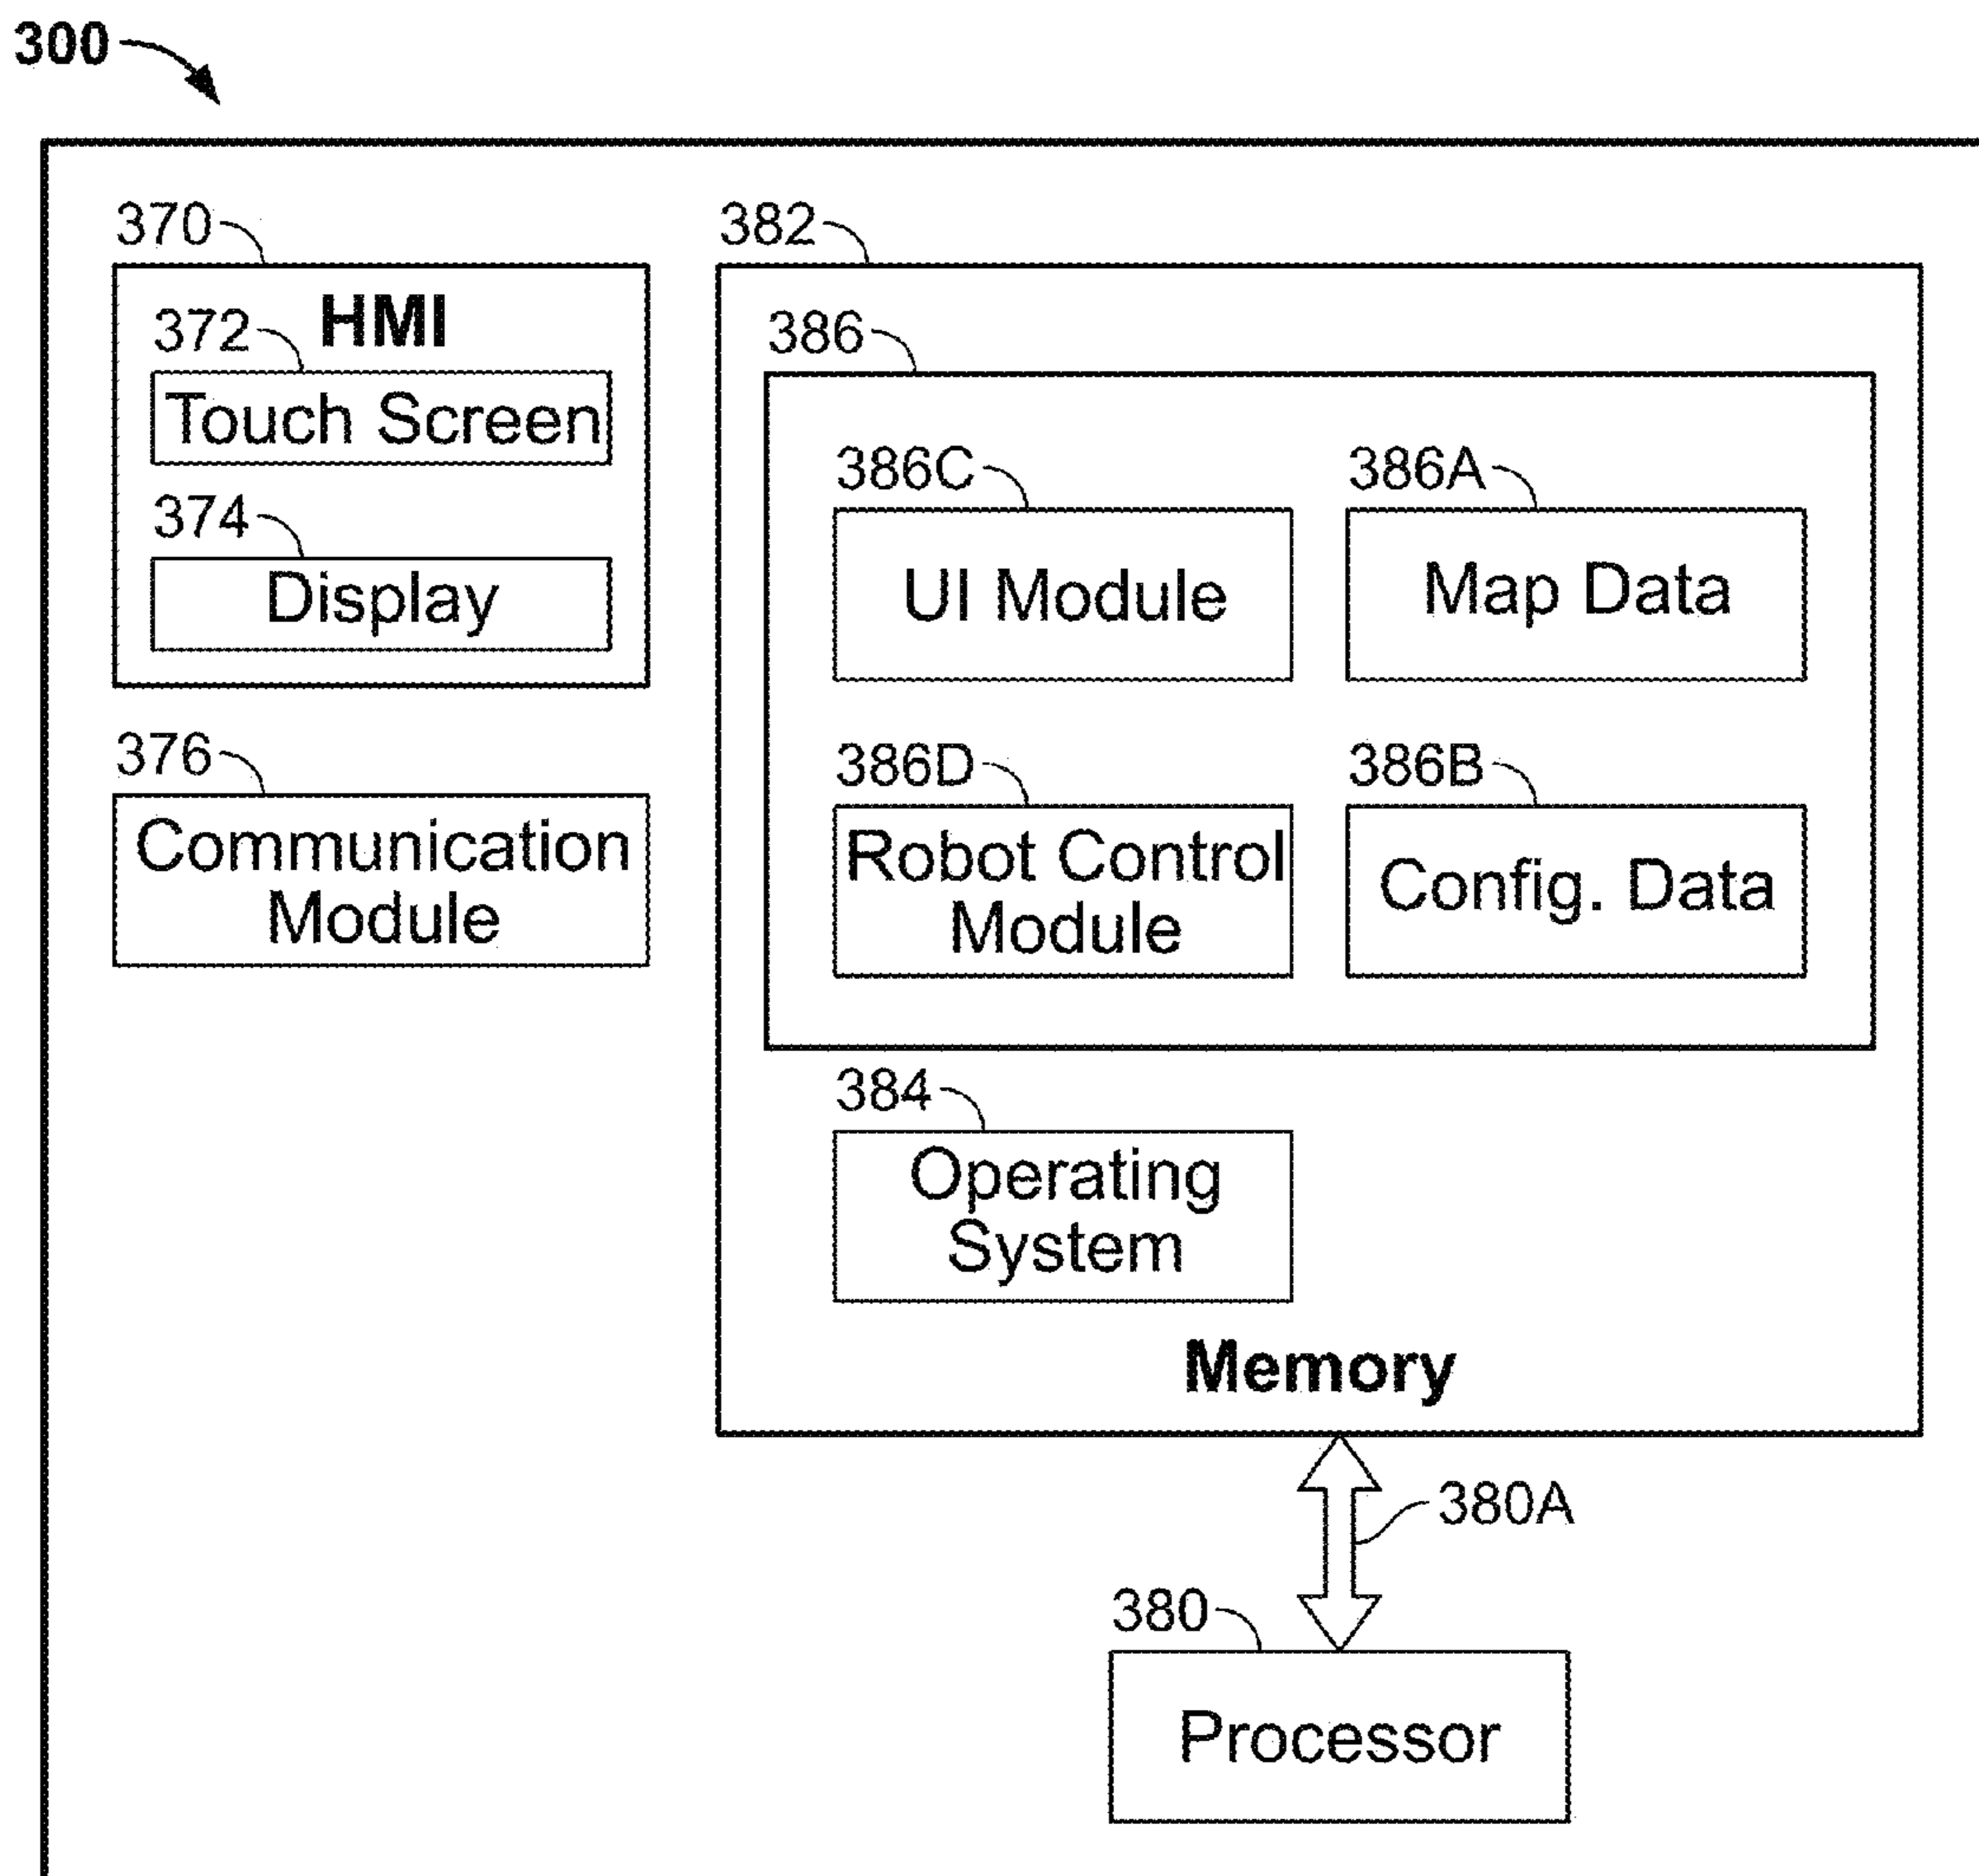 300
370
HMI
372
Touch Screen
374
Display
376
Communication
Module
382
386
386C
UI Module
386A
Map Data
386D
Robot Control
Module
386B
Config. Data
384
Operating
System
Memory
380A
380
Processor